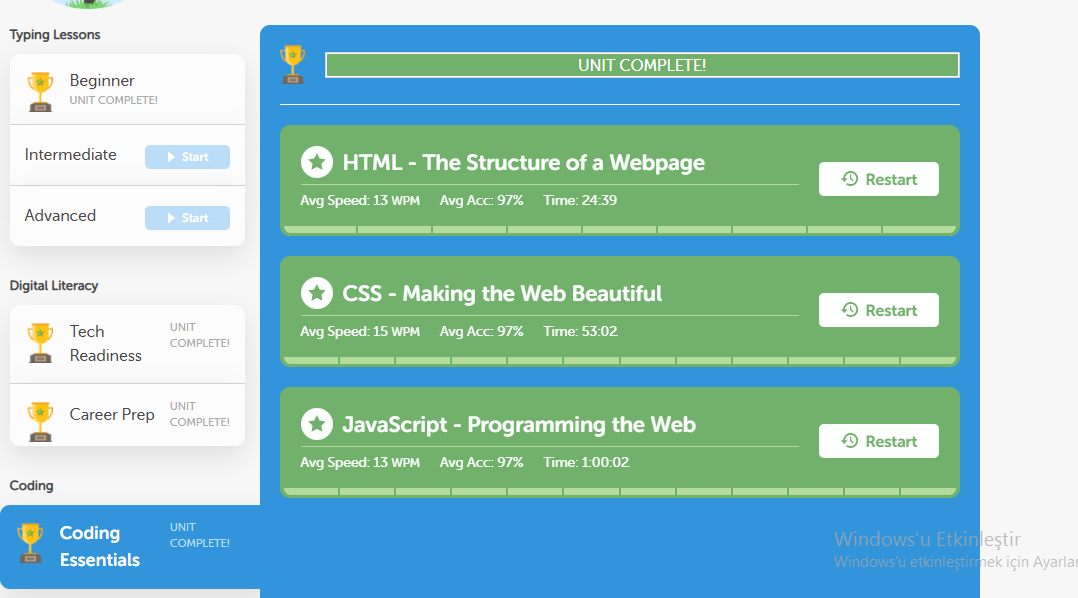 Typing Lessons
Beginner
UNIT COMPLETE!
Intermediate
Start
Advanced
Start
Digital Literacy
Tech
Readiness
UNIT
COMPLETE!
Career Prep
UNIT
COMPLETE!
Coding
Coding
Essentials
UNIT
COMPLETE!
UNIT COMPLETE!
HTML - The Structure of a Webpage
Avg Speed: 13 WPM Avg Acc: 97% Time: 24:39
Restart
CSS - Making the Web Beautiful
Avg Speed: 15 WPM Avg Acc: 97% Time: 53:02
Restart
JavaScript - Programming the Web
Avg Speed: 13 WPM Avg Acc: 97% Time: 1:00:02
Restart
Windows'u Etkinleştir
Windows'u etkinleştirmek için Ayarlar